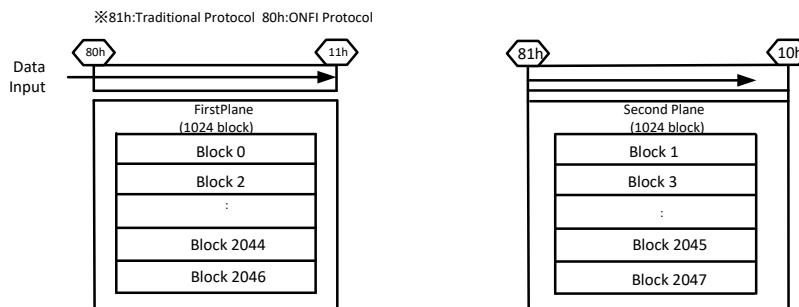 ※81h:Traditional Protocol 80h:ONFI Protocol
80h
11h
81h
10h
Data
Input
FirstPlane
(1024 block)
Block 0
Block 2
:
Block 2044
Block 2046
Second Plane
(1024 block)
Block 1
Block 3
:
Block 2045
Block 2047